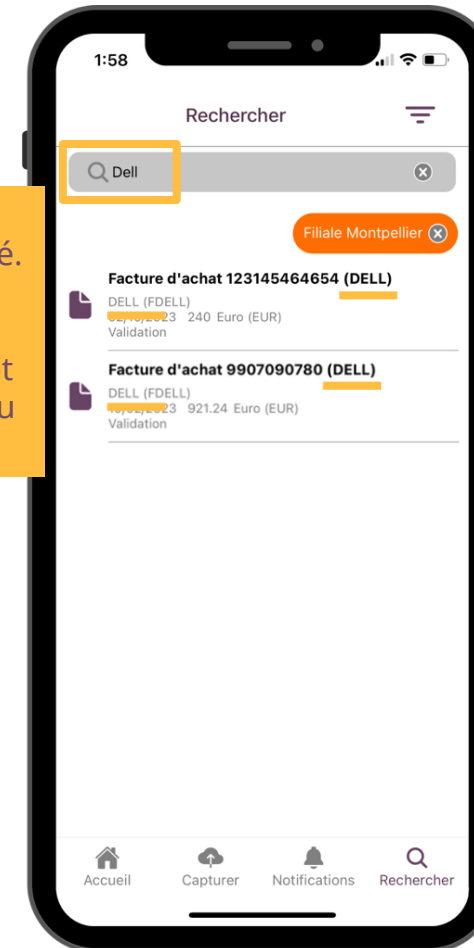 1:58
Rechercher
Dell
é.
t
u
Filiale Montpellier
Facture d'achat 123145464654 (DELL)
DELL (FDELL)
240 Euro (EUR)
Validation
Facture d'achat 9907090780 (DELL)
DELL (FDELL)
921.24 Euro (EUR)
Validation
Accueil
Capturer
Notifications
Rechercher